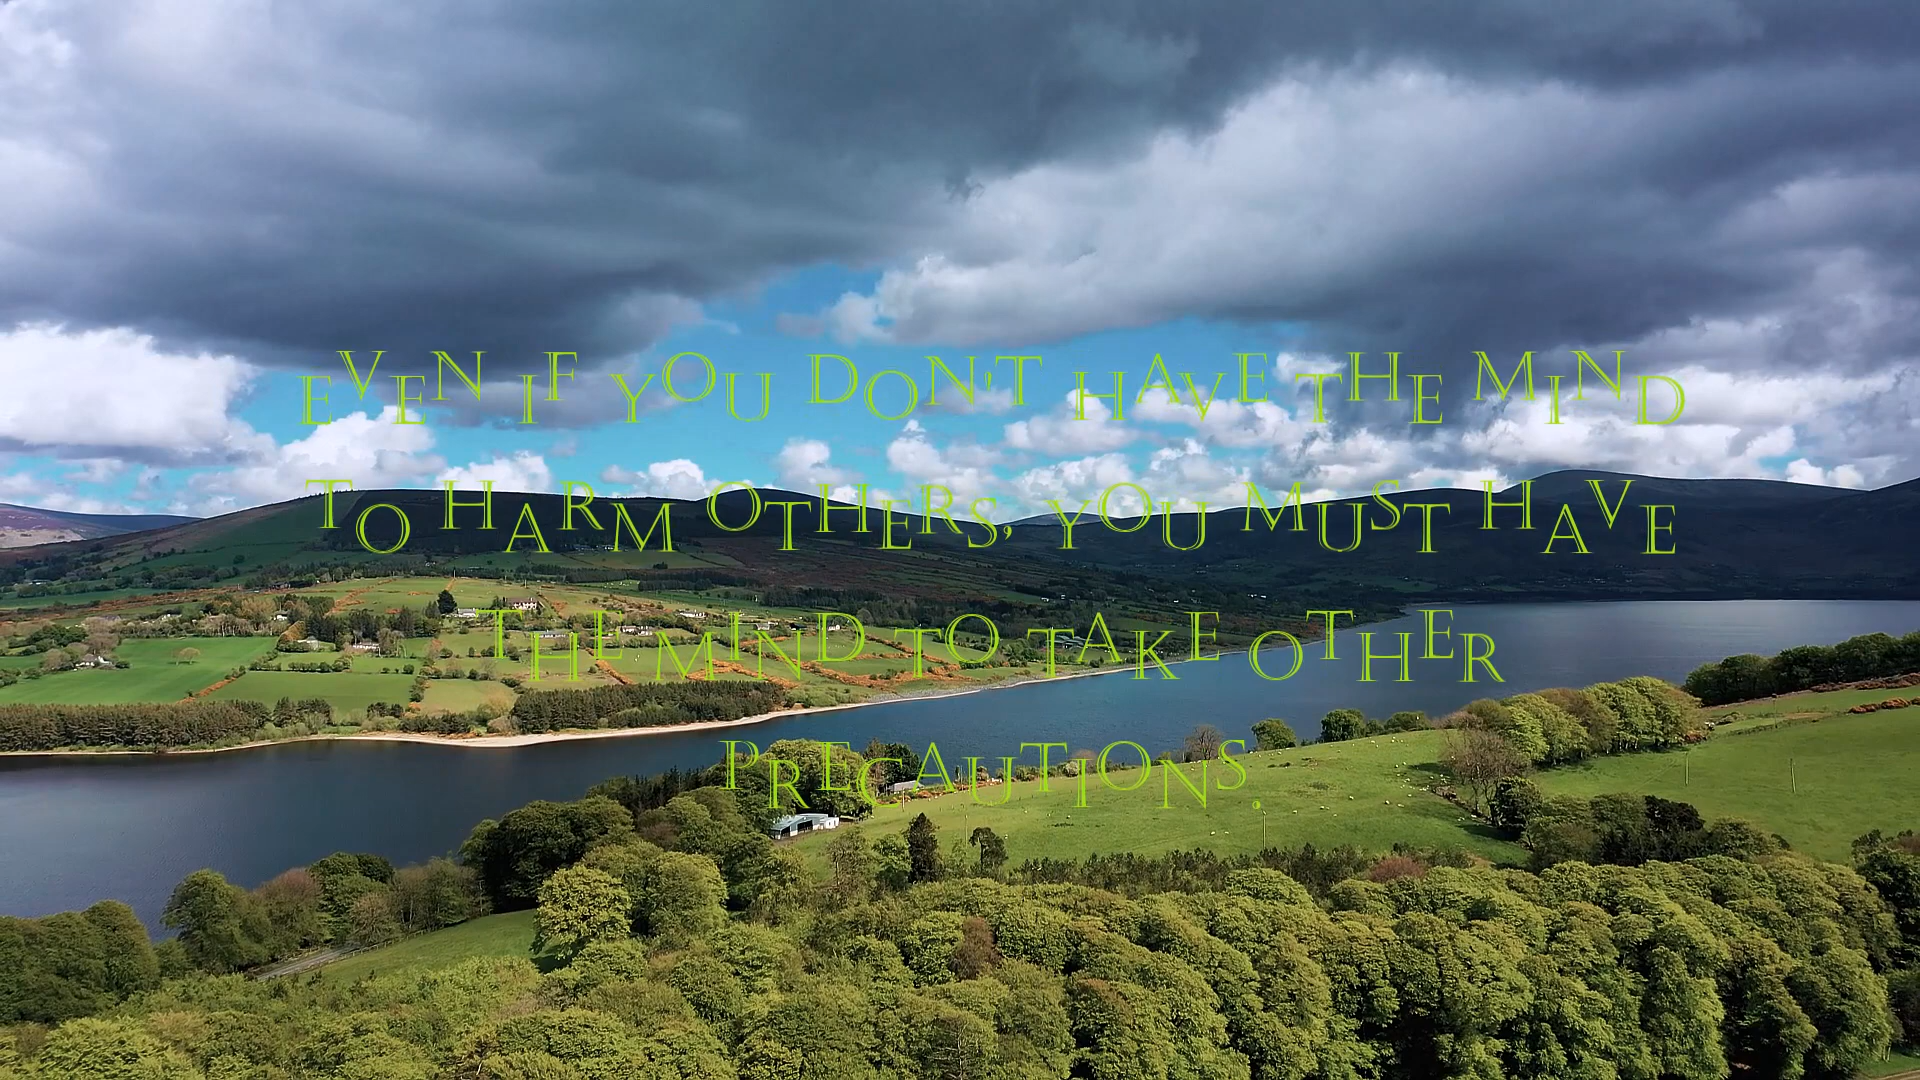 EVEN IF YOU DON'T HAVE THE MIND
TO HARM OTHERS, YOU MUST HAVE
THE MIND TO TAKE OTHER
PRECAUTIONS.